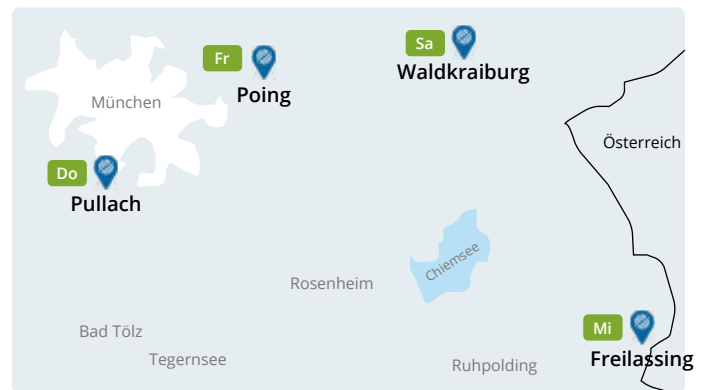 Sa
Fr
Waldkraiburg
Poing
München
Österreich
Do
Pullach
Chiemsee
Rosenheim
Mi
Bad Tölz
Tegernsee
Ruhpolding
Freilassing